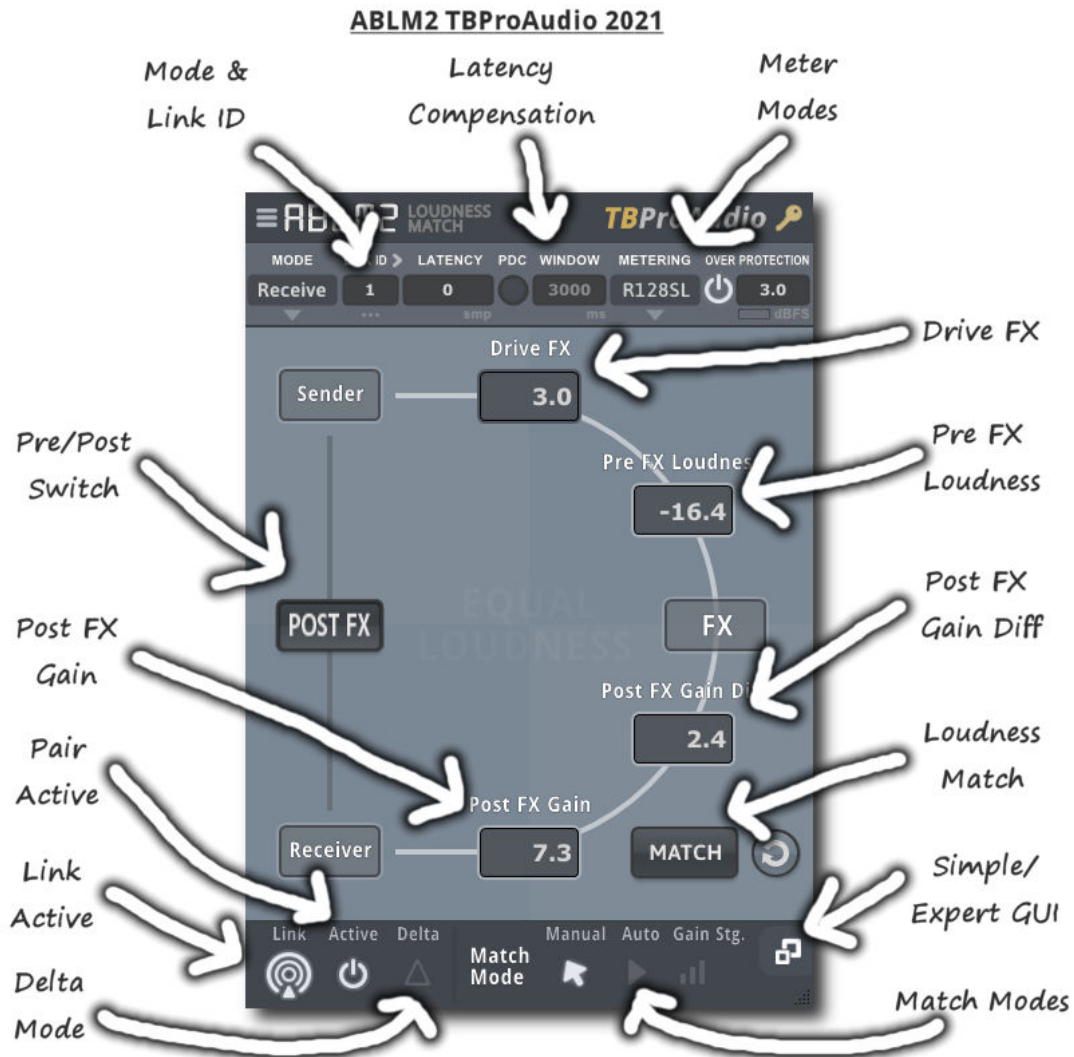 ABLM2 TBProAudio 2021
Mode &
Link ID
Latency
Compensation
Meter
Modes
ABLM2 LOUDNESS
MATCH
TBProAudio
MODE ID > LATENCY PDC WINDOW METERING OVER PROTECTION
Receive 1 0 3000 R128SL 3.0
... smp ms dBFS
Drive FX
Drive FX
Sender
3.0
Pre/Post
Switch
Pre FX Loudnes
-16.4
Pre FX
Loudness
EQUAL
LOUDNESS
POST FX
FX
Post FX
Gain Diff
Post FX
Gain
Post FX Gain Di
2.4
Loudness
Match
Pair
Active
Post FX Gain
Receiver
7.3
MATCH
Simple/
Expert GUI
Link
Active
Link Active Delta
Match
Mode
Manual Auto Gain Stg.
Delta
Mode
Match Modes